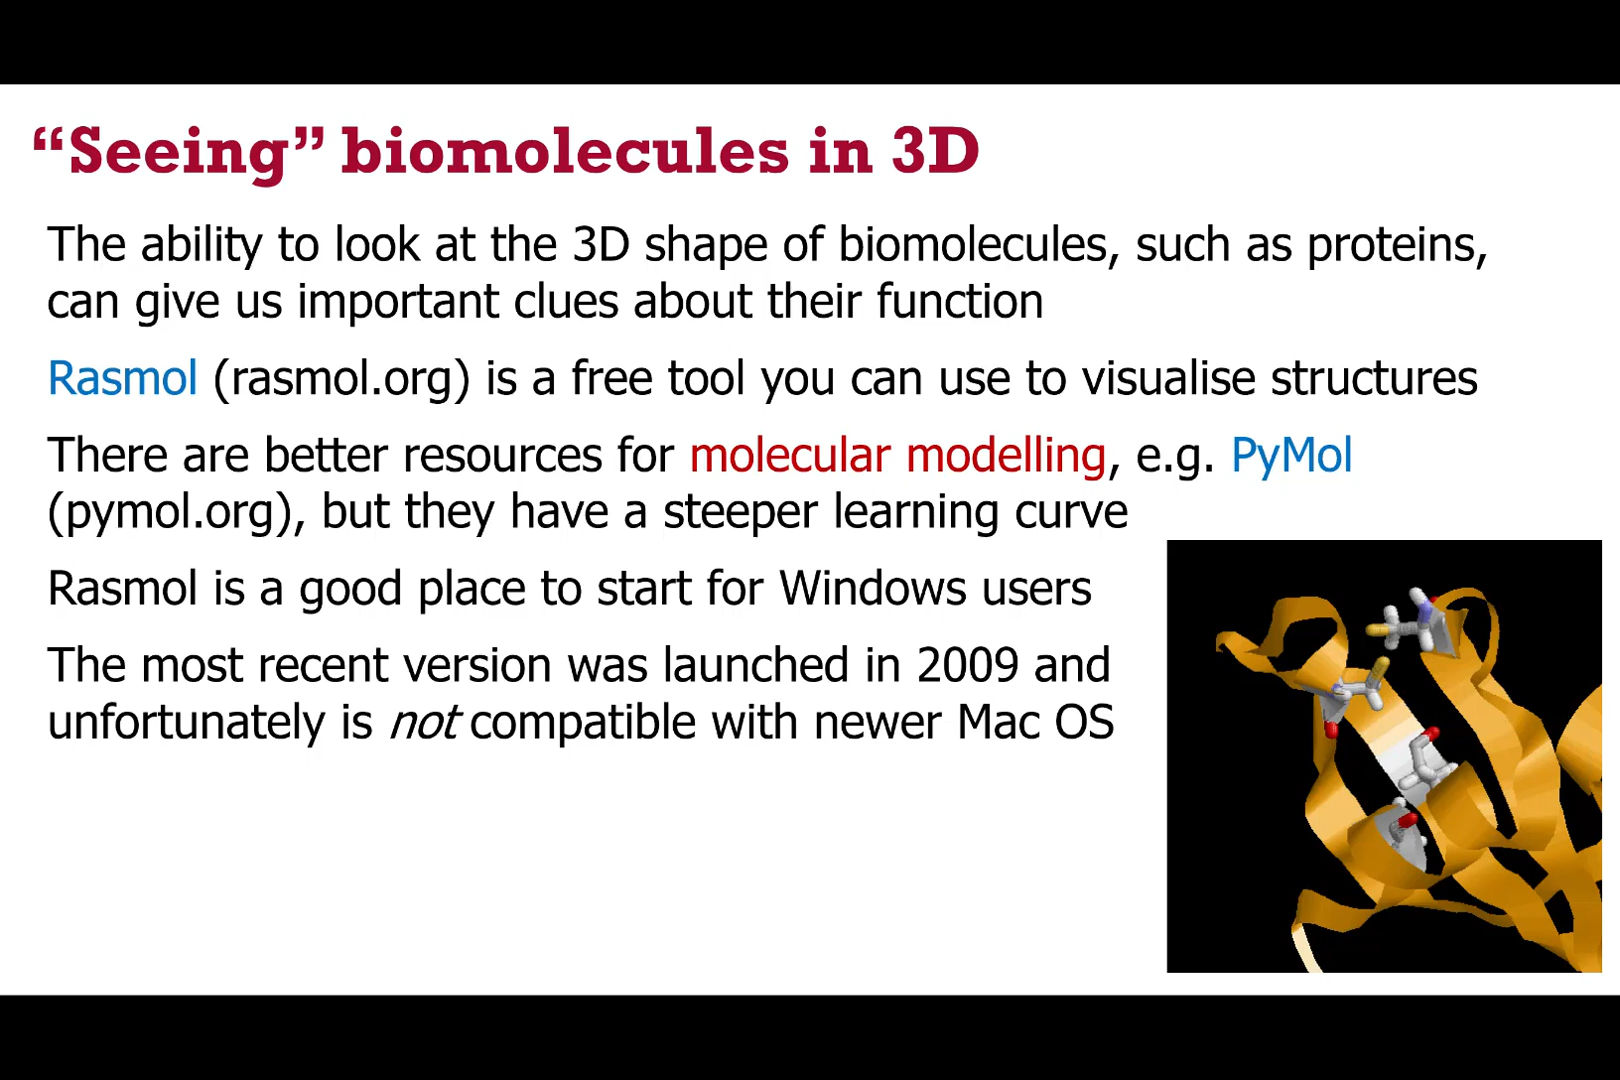 “Seeing” biomolecules in 3D
The ability to look at the 3D shape of biomolecules, such as proteins,
can give us important clues about their function
Rasmol (rasmol.org) is a free tool you can use to visualise structures
There are better resources for molecular modelling, e.g. PyMol
(pymol.org), but they have a steeper learning curve
Rasmol is a good place to start for Windows users
The most recent version was launched in 2009 and
unfortunately is not compatible with newer Mac OS